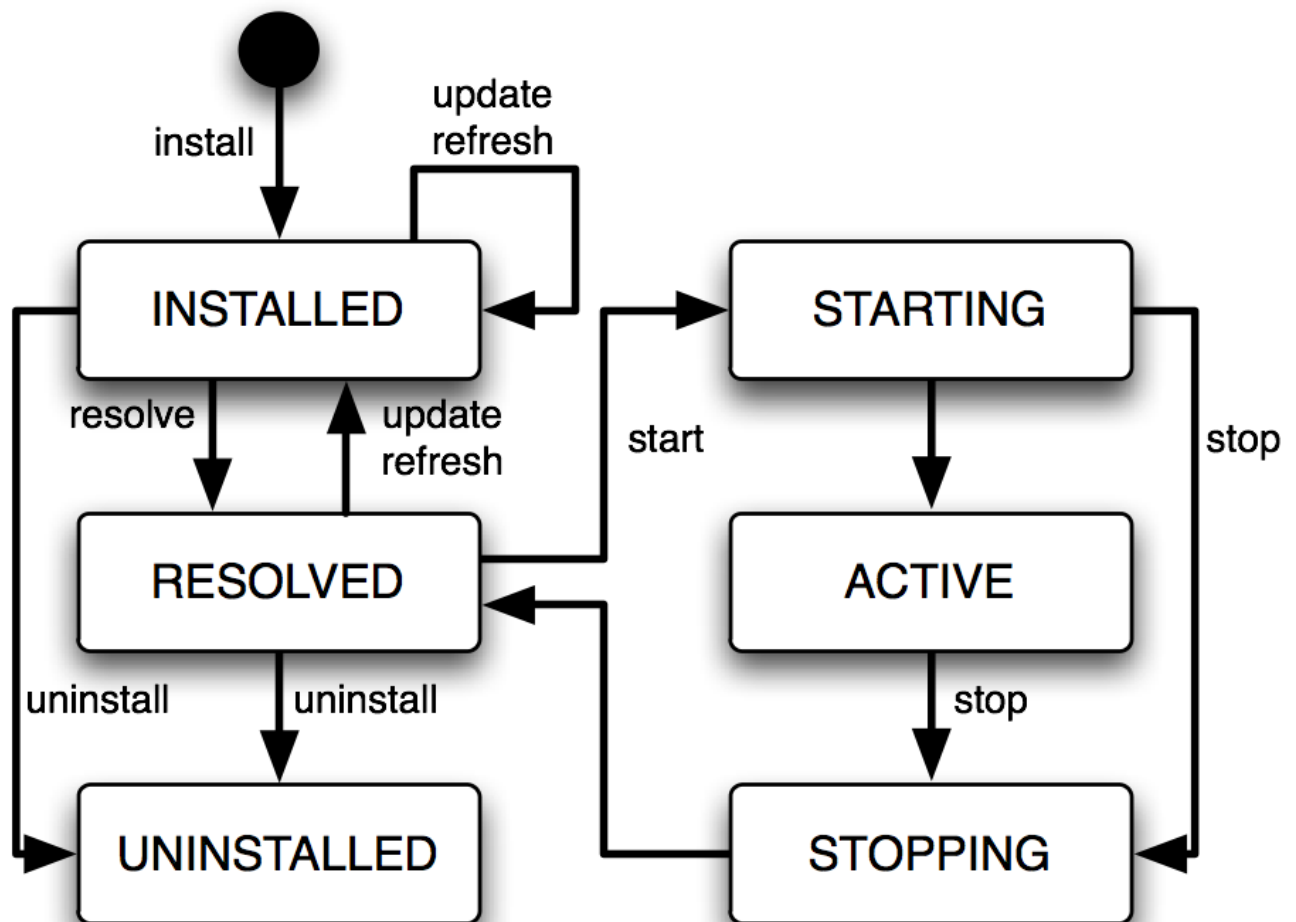 update
refresh
install
INSTALLED
STARTING
resolve
update
refresh
start
stop
RESOLVED
ACTIVE
uninstall
uninstall
stop
UNINSTALLED
STOPPING